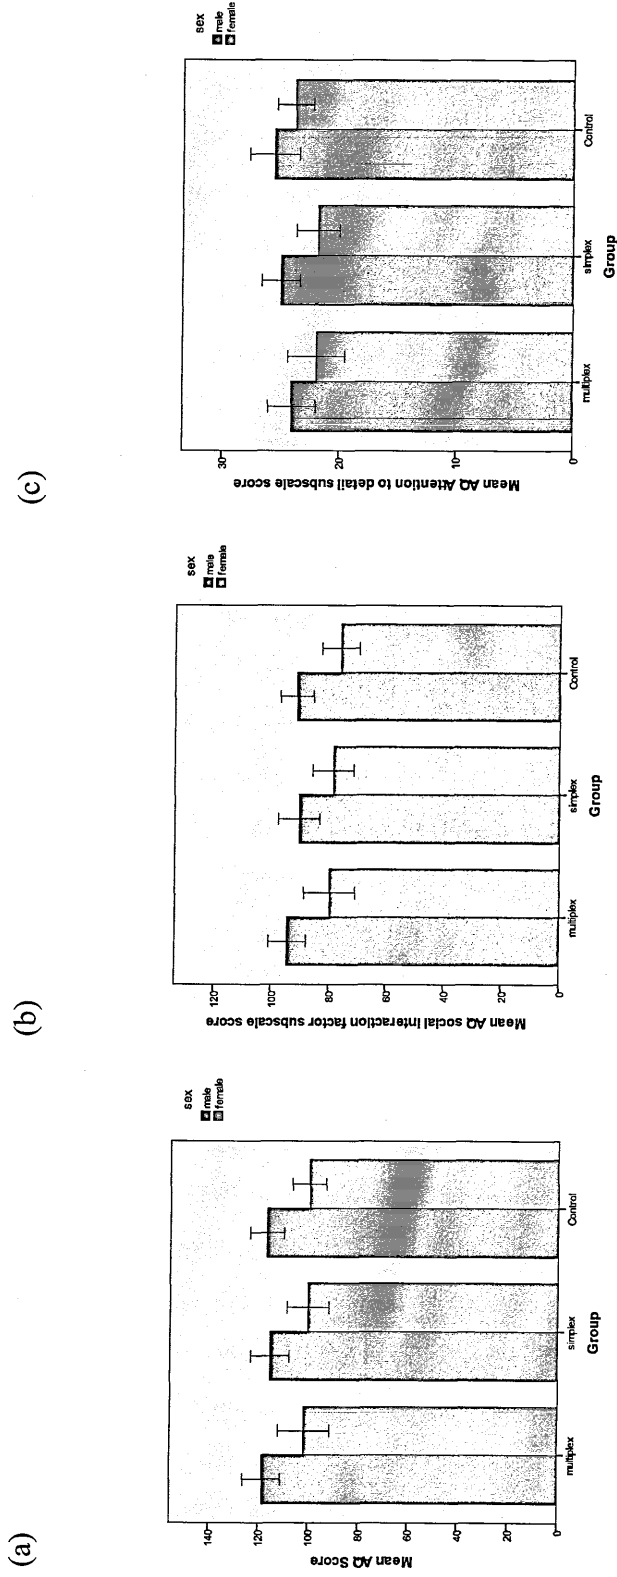 (a)
sex
male
female
Mean AQ Score
140
120
100
80
60
40
20
0
multiplex
simplex
Control
Group
(b)
sex
male
female
Mean AQ social interaction factor subscale score
120
100
80
60
40
20
0
multiplex
simplex
Control
Group
(c)
sex
male
female
Mean AQ Attention to detail subscale score
30
20
10
0
multiplex
simplex
Control
Group